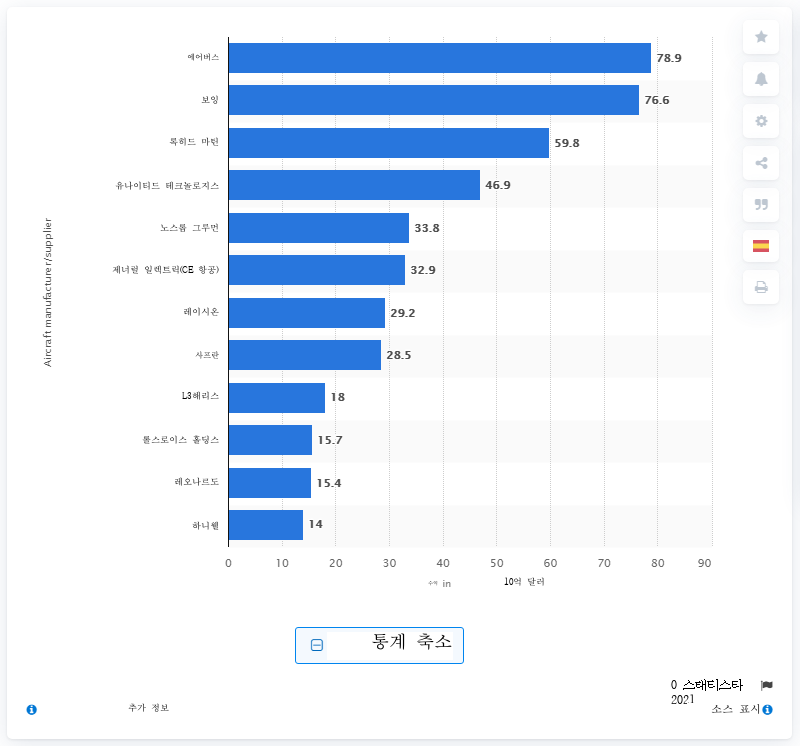 에어버스
78.9
보잉
76.6
록히드 마틴
59.8
유나이티드 테크놀로지스
46.9
노스롭 그루먼
33.8
제너럴 일렉트릭(CE 항공)
32.9
레이시온
29.2
사프란
28.5
L3해리스
18
롤스로이스 홀딩스
15.7
레오나르도
15.4
하니웰
14
Aircraft manufacturer/supplier
0 10 20 30 40 50 60 70 80 90
in 10억 달러
통계 축소
0 스태티스타
2021
추가 정보
소스 표시